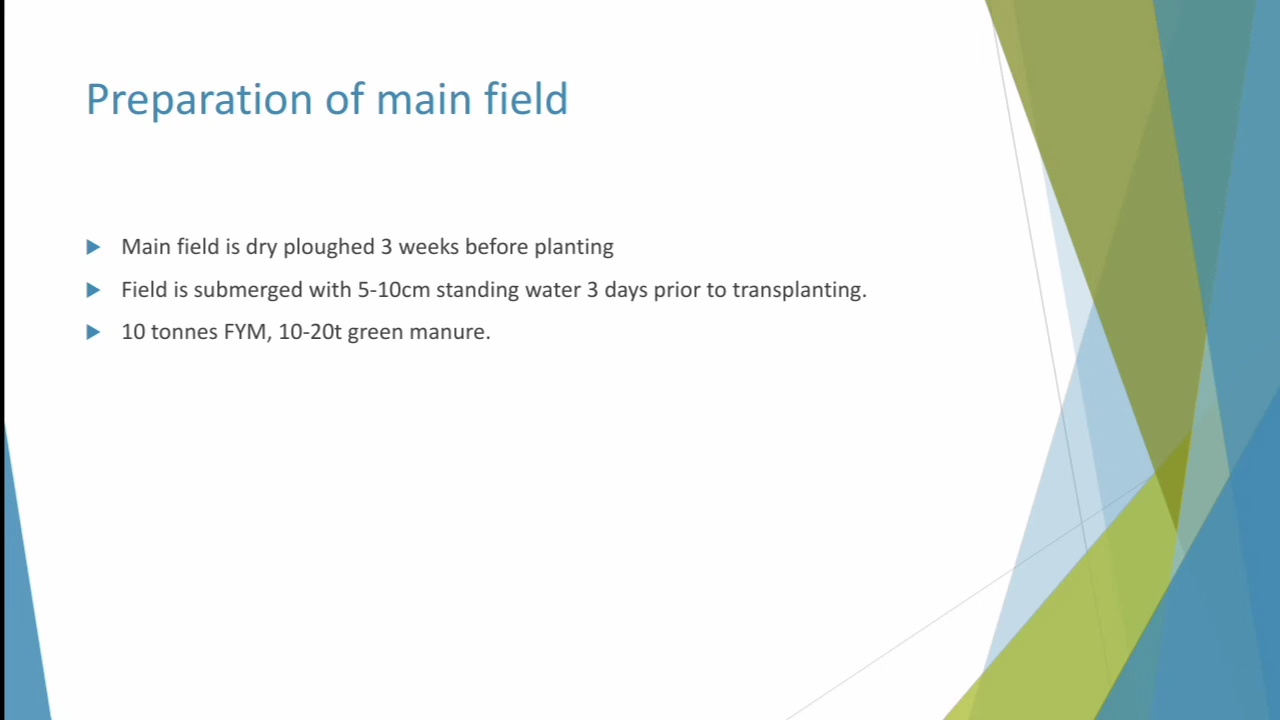 Preparation of main field
Main field is dry ploughed 3 weeks before planting
Field is submerged with 5-10cm standing water 3 days prior to transplanting.
10 tonnes FYM, 10-20t green manure.